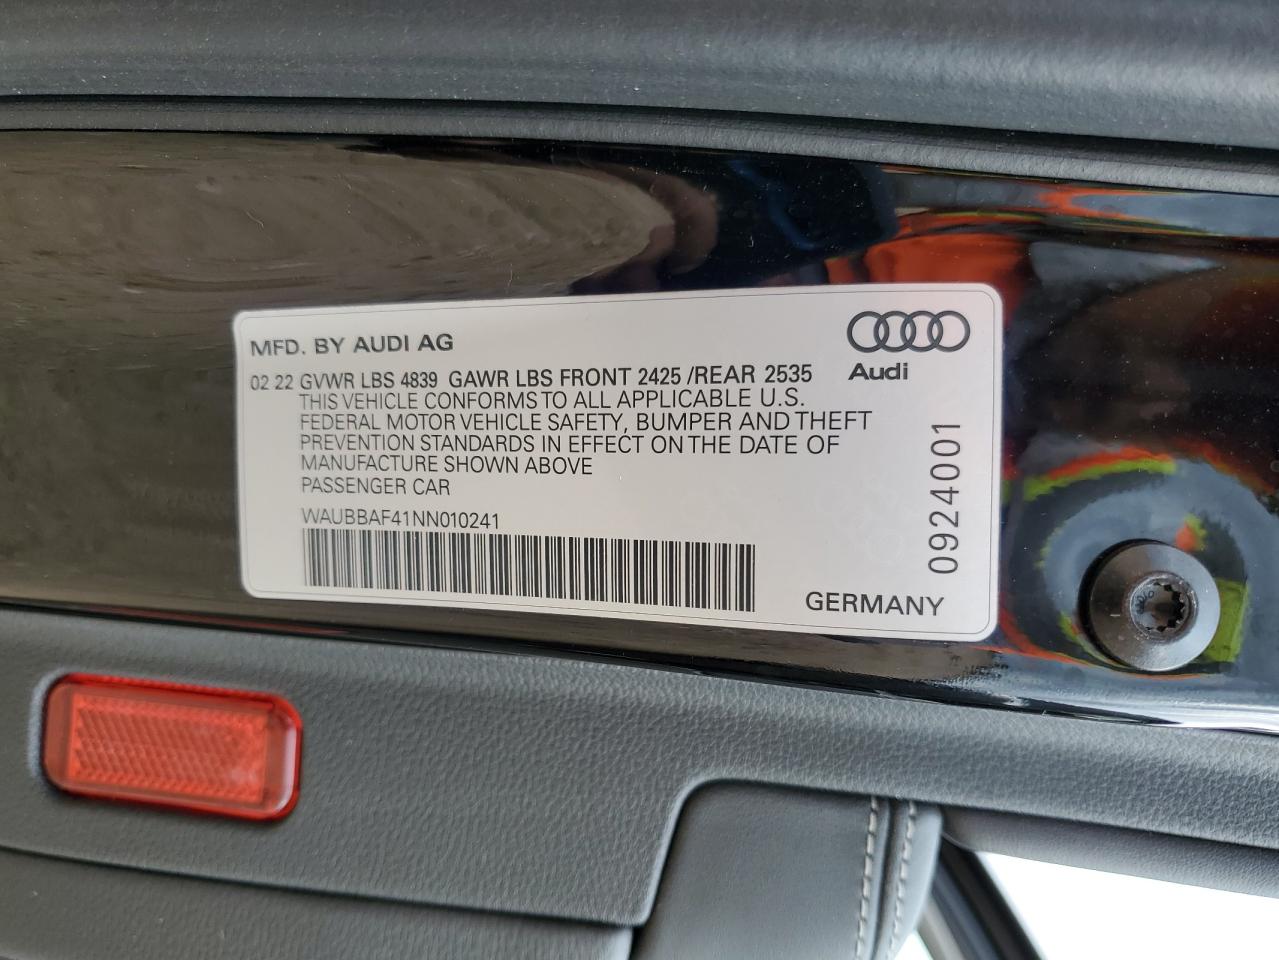 MFD. BY AUDI AG
Audi
02 22 GVWR LBS 4839 GAWR LBS FRONT 2425 /REAR 2535
THIS VEHICLE CONFORMS TO ALL APPLICABLE U.S.
FEDERAL MOTOR VEHICLE SAFETY, BUMPER AND THEFT
PREVENTION STANDARDS IN EFFECT ON THE DATE OF
MANUFACTURE SHOWN ABOVE
PASSENGER CAR
WAUBBAF41NN010241
0924001
GERMANY